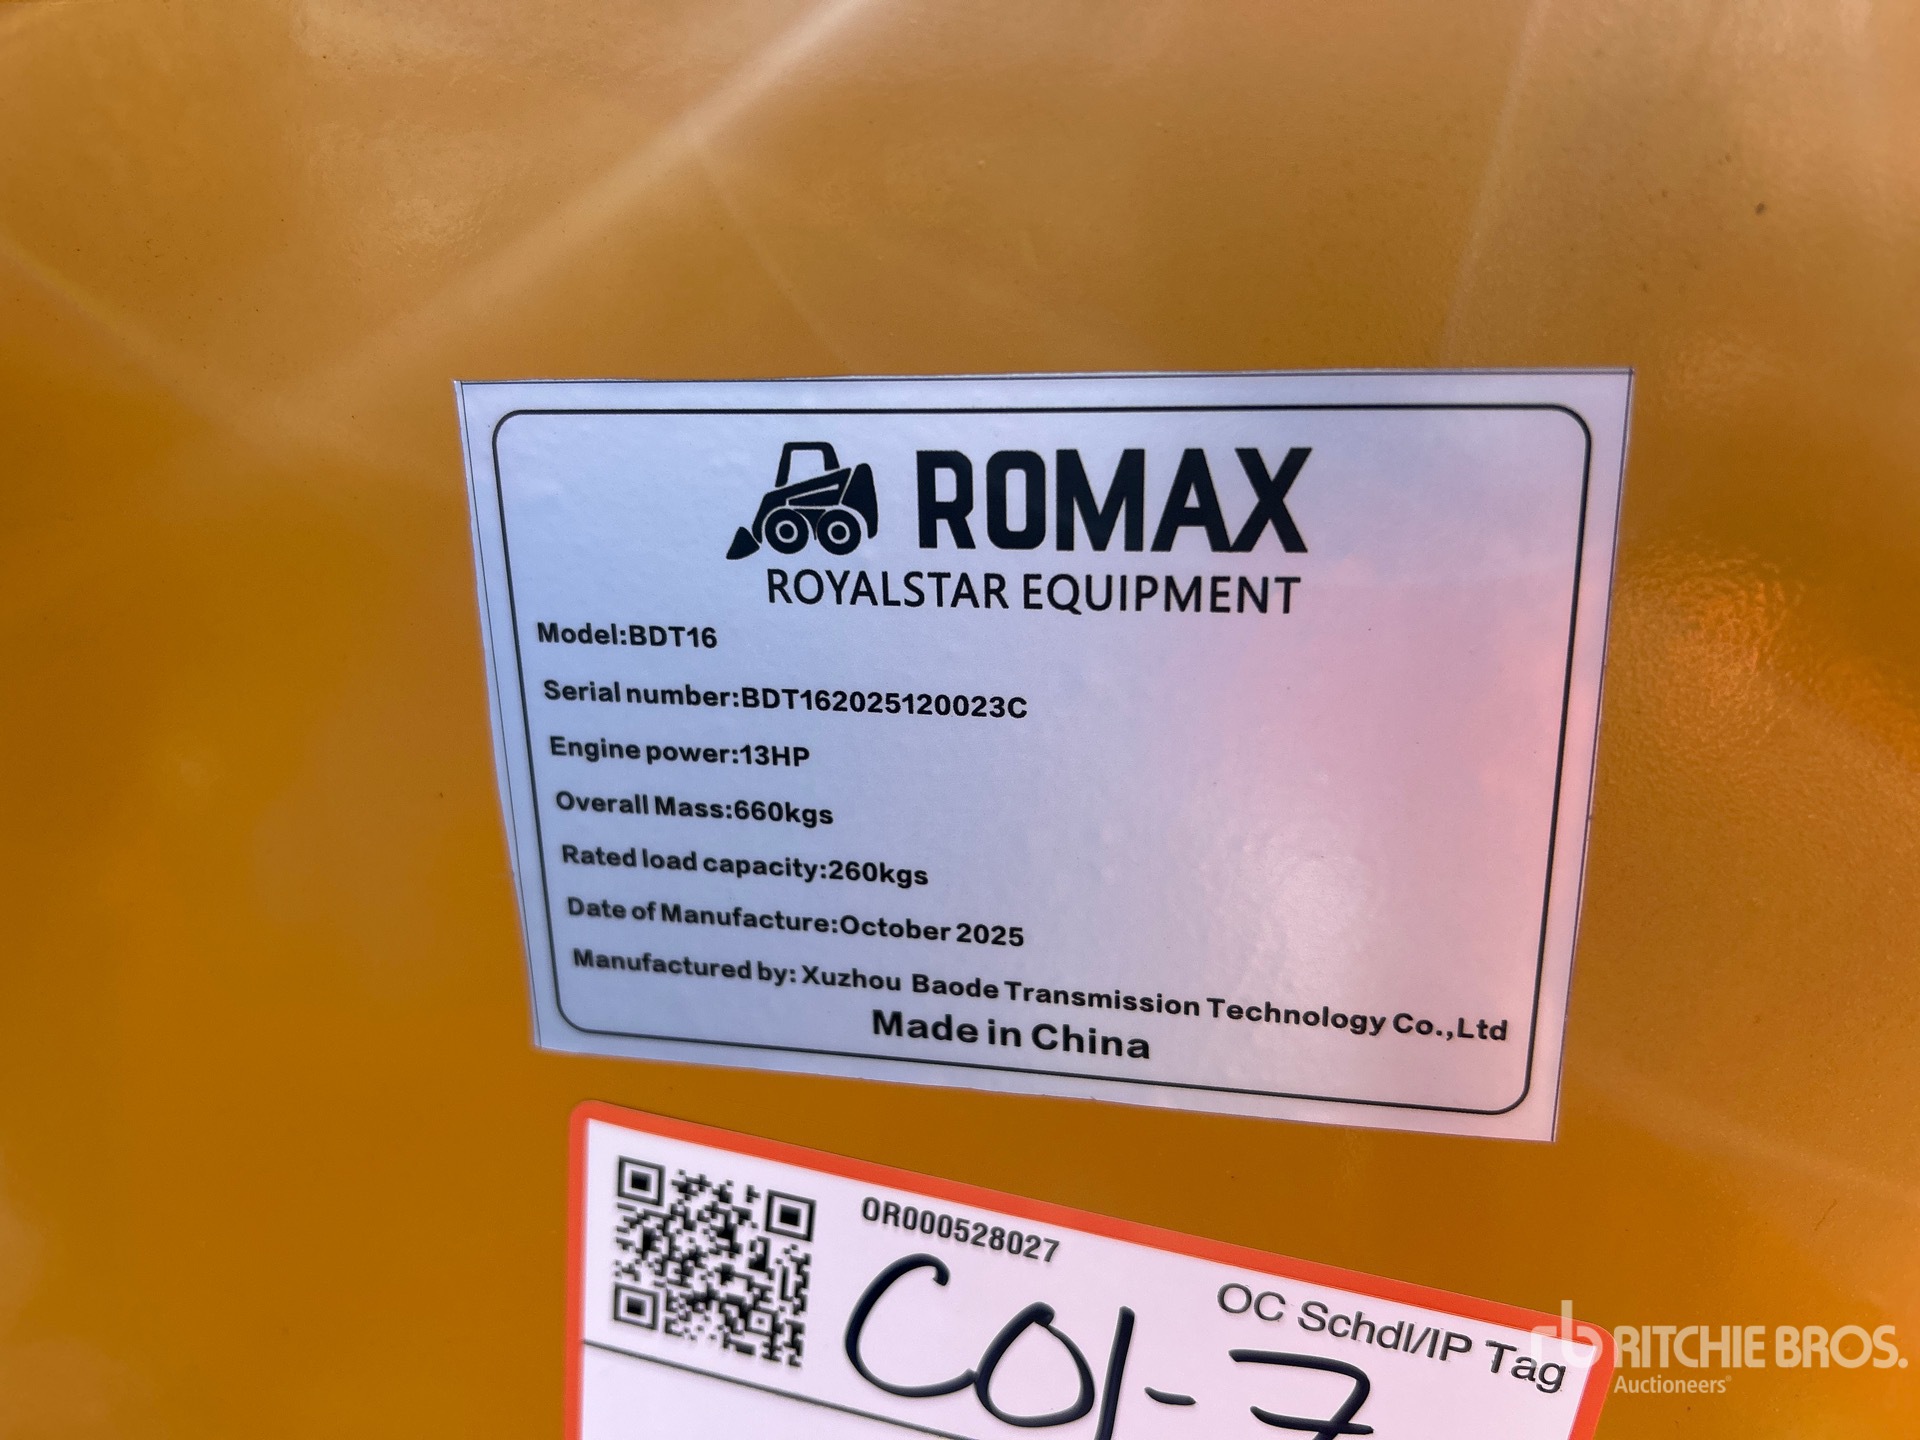 ROMAX
ROYALSTAR EQUIPMENT
Model:BDT16
Serial number:BDT162025120023C
Engine power:13HP
Overall Mass:660kgs
Rated load capacity:260kgs
Date of Manufacture:October 2025
Manufactured by: Xuzhou Baode Transmission Technology Co.,Ltd
Made in China
OR000528027
OC Schdl/IP Tag
CO1-7
rb RITCHIE BROS.
Auctioneers